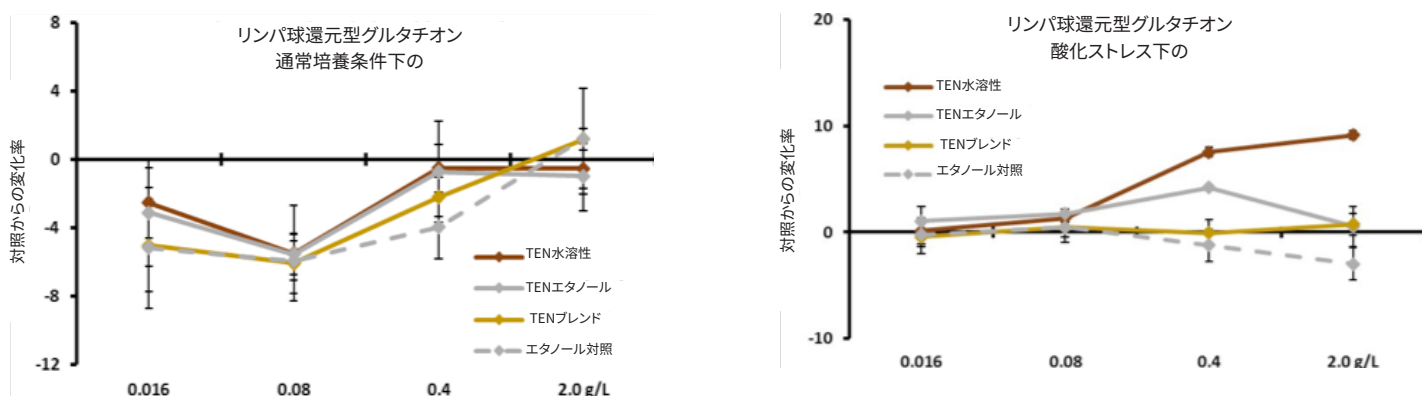 リンパ球還元型グルタチオン
通常培養条件下の
対照からの変化率
8
4
0
-4
-8
-12
0.016
0.08
0.4
2.0 g/L
TEN水溶性
TENエタノール
TENブレンド
エタノール対照
リンパ球還元型グルタチオン
酸化ストレス下の
対照からの変化率
20
10
0
-10
TEN水溶性
TENエタノール
TENブレンド
エタノール対照
0.016
0.08
0.4
2.0 g/L